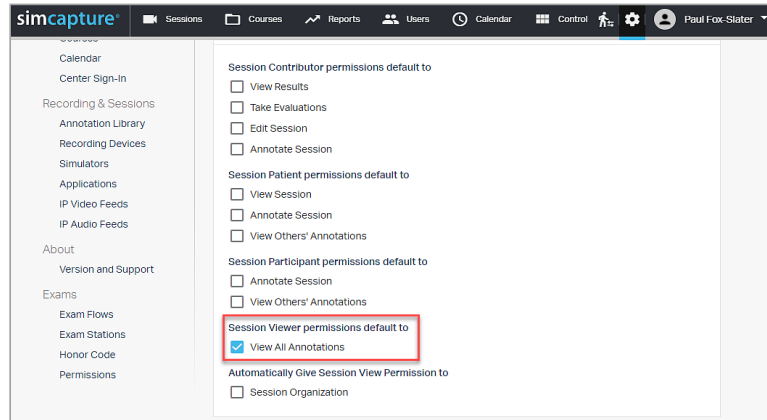 simcapture®
Sessions
Courses
Reports
Users
Calendar
Control
Paul Fox-Slater
Calendar
Center Sign-In
Recording & Sessions
Annotation Library
Recording Devices
Simulators
Applications
IP Video Feeds
IP Audio Feeds
About
Version and Support
Exams
Exam Flows
Exam Stations
Honor Code
Permissions
Session Contributor permissions default to
View Results
Take Evaluations
Edit Session
Annotate Session
Session Patient permissions default to
View Session
Annotate Session
View Others' Annotations
Session Participant permissions default to
Annotate Session
View Others' Annotations
Session Viewer permissions default to
View All Annotations
Automatically Give Session View Permission to
Session Organization